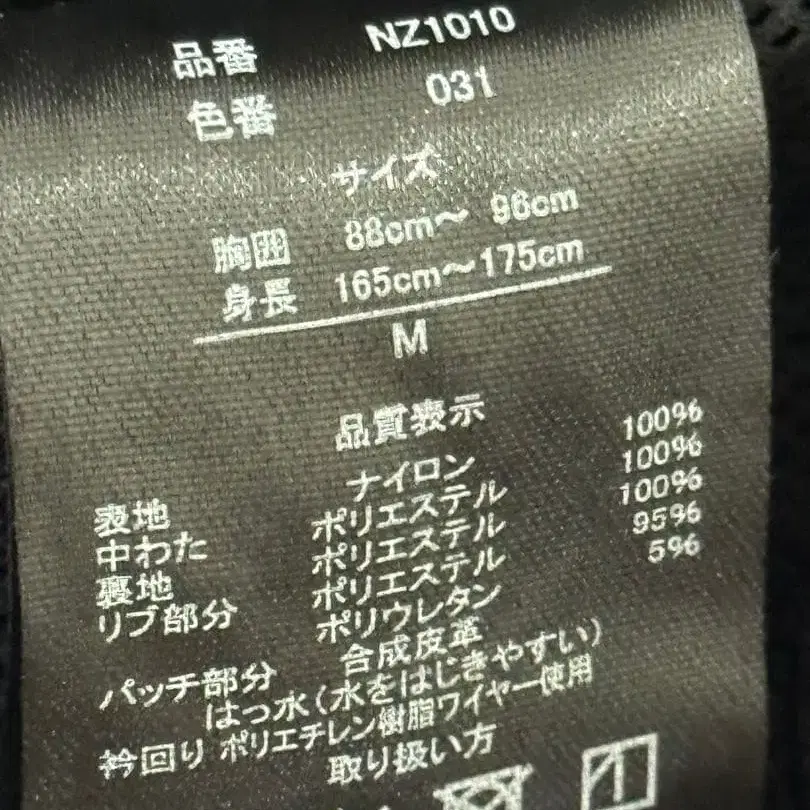 品番 NZ1010
色番 031
サイズ
胸囲 88cm～ 96cm
身長 165cm～175cm
M
品質表示
表地 ナイロン 100%
中わた ポリエステル 100%
裏地 ポリエステル 100%
リブ部分 ポリエステル 95%
ポリウレタン 5%
パッチ部分 合成皮革
はっ水(水をはじきやすい)
衿回り ポリエチレン樹脂ワイヤー使用
取り扱い方